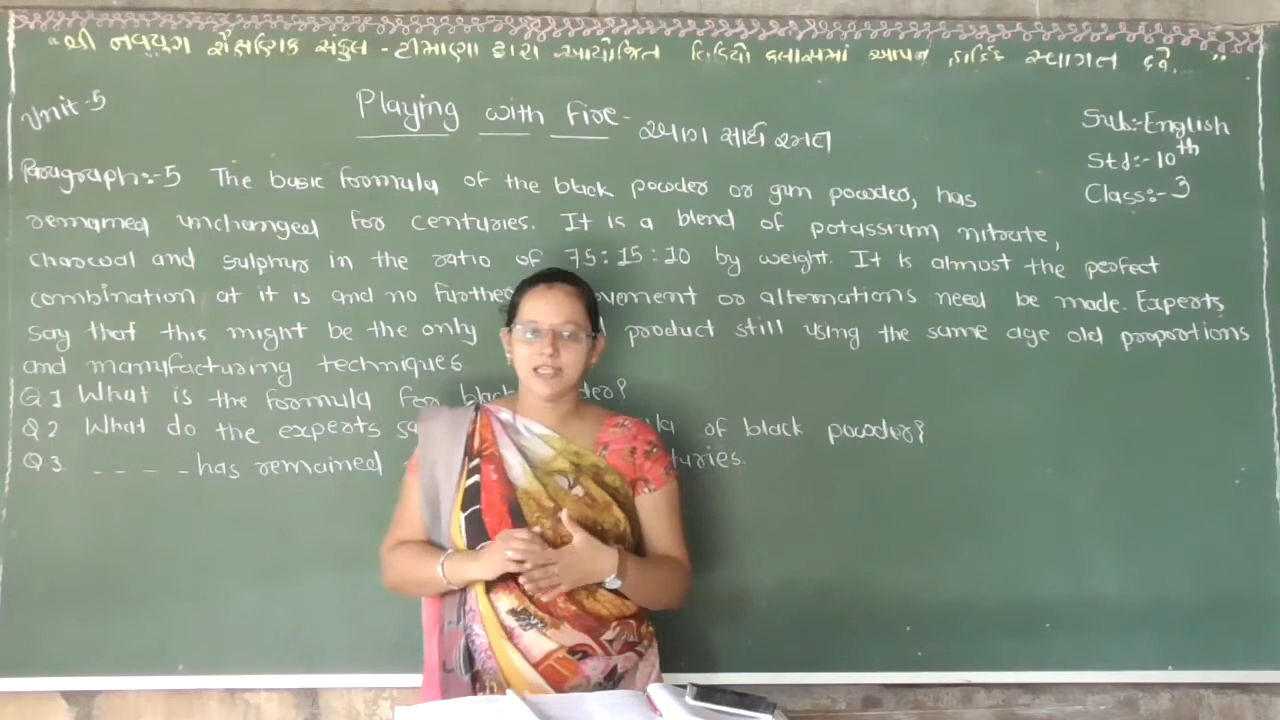 "શ્રી નવયુગ શૈક્ષણિક સંકુલ - ટીમાણા દ્વારા આયોજિત વિડિયો ક્લાસમાં આપનું હાર્દિક સ્વાગત છે... "
Unit-5
Playing with Fire - આગ સાથે રમત
Sub:- English
Std:- 10th
Class:- 3
Paragraph:-5 The basic formula of the black powder or gun powder, has
remained unchanged for centuries. It is a blend of potassium nitrate,
charcoal and sulphur in the ratio of 75:15:10 by weight. It is almost the perfect
combination at it is and no further ovement or alternations need be made. Experts
say that this might be the only product still using the same age old proportions
and manufacturing techniques
Q 1 What is the formula for black der?
Q 2 What do the experts of black powder?
Q 3 - - - - has remained turies.